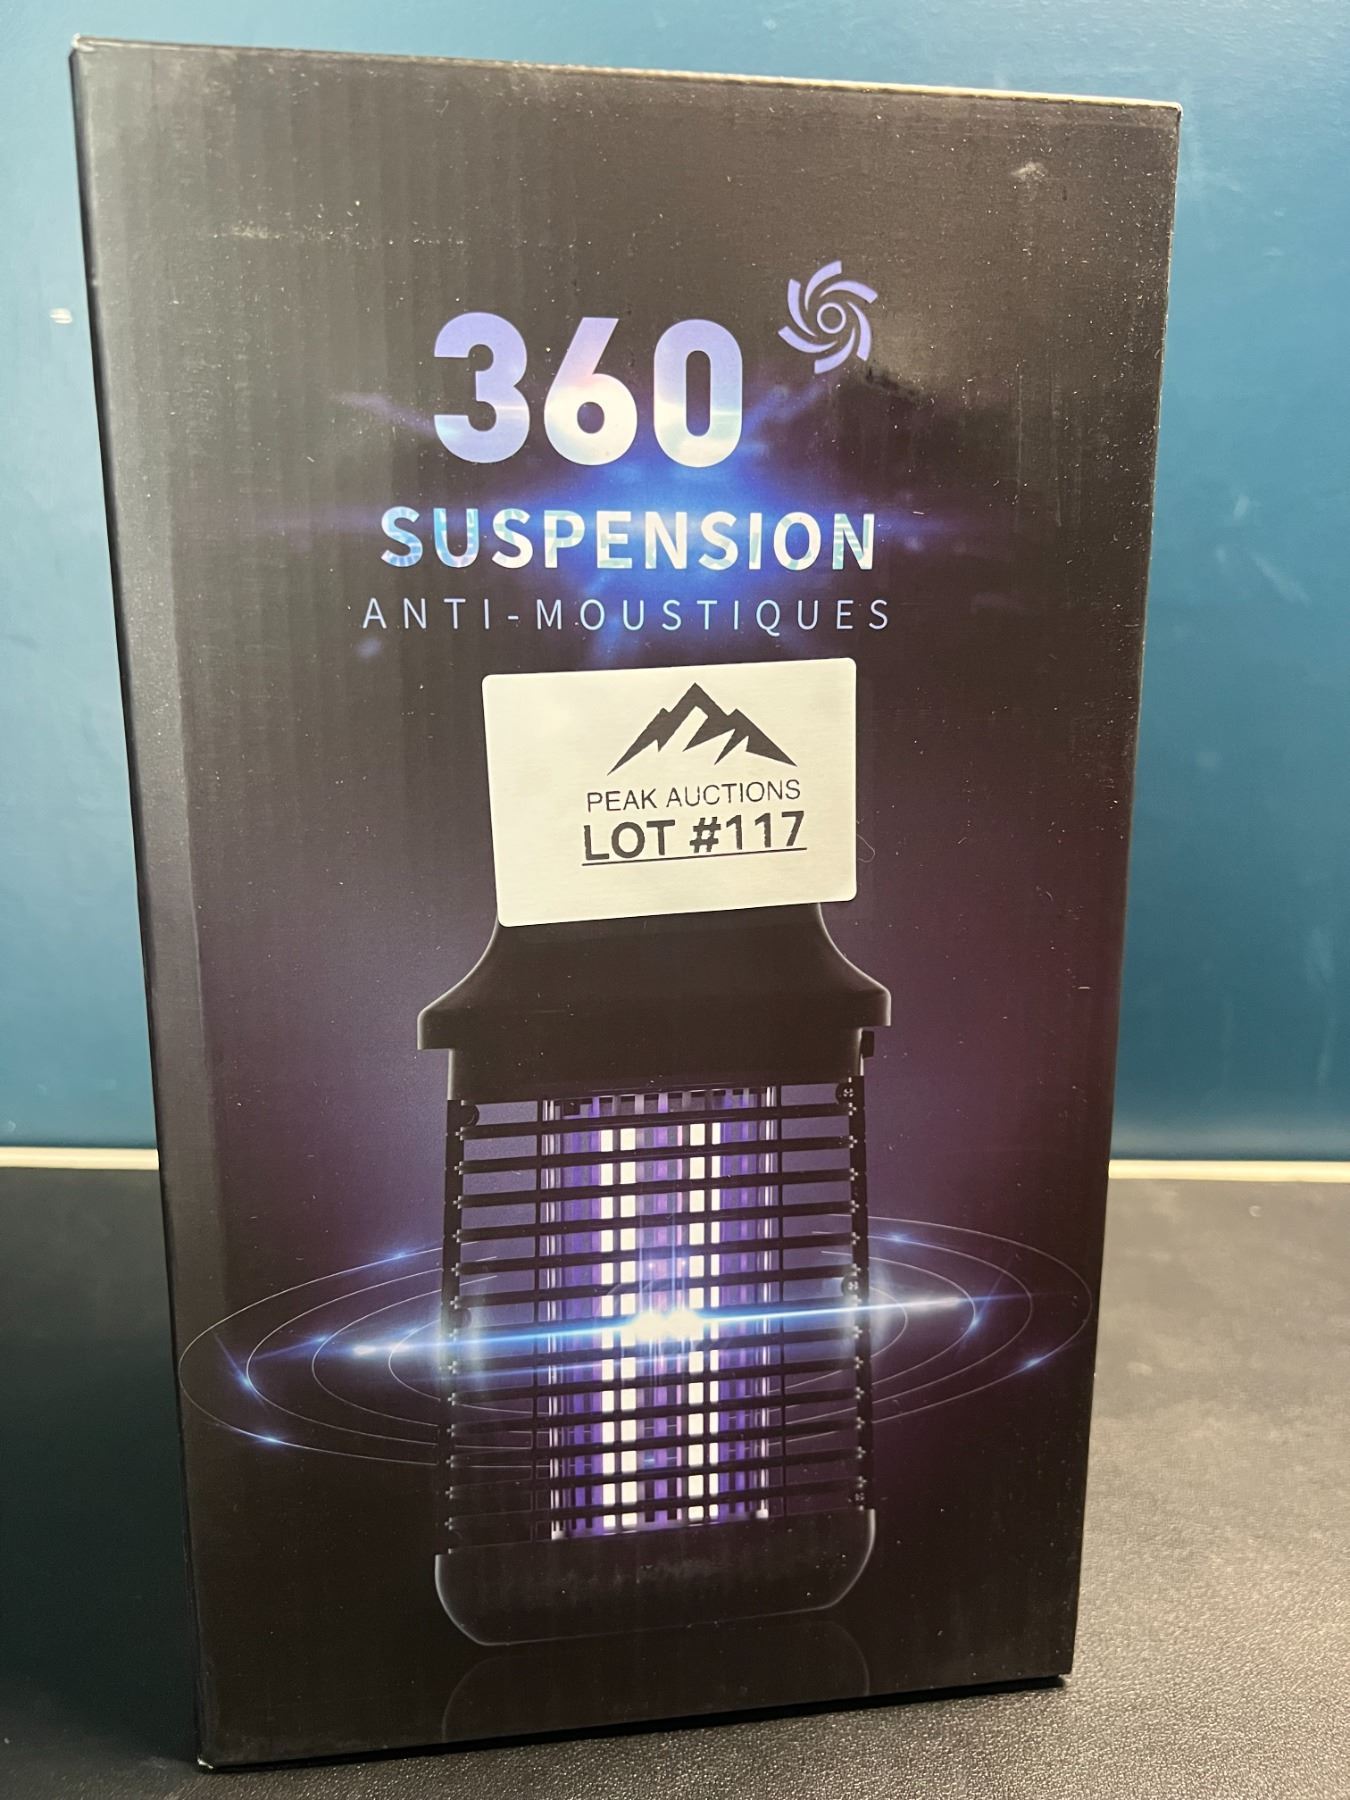 360
SUSPENSION
ANTI-MOUSTIQUES
PEAK AUCTIONS
LOT #117